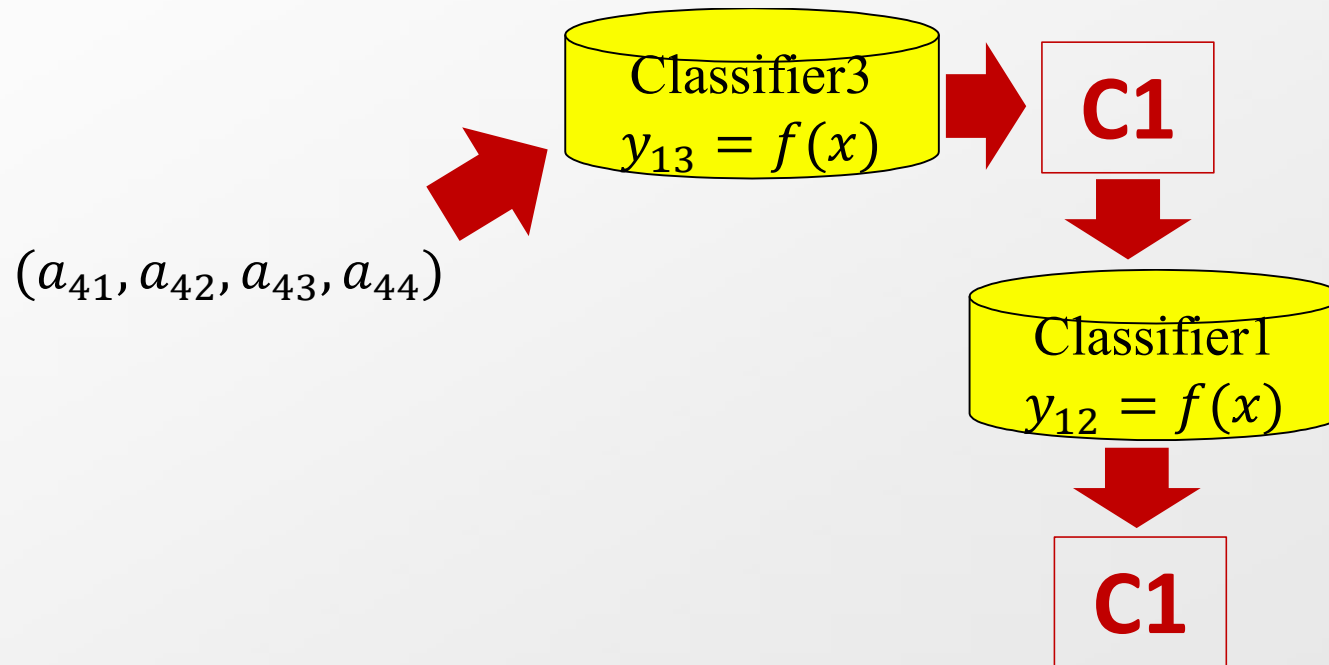 Classifier3
𝑦₁₃ = 𝑓(𝑥)
C1
(𝑎₄₁, 𝑎₄₂, 𝑎₄₃, 𝑎₄₄)
Classifier1
𝑦₁₂ = 𝑓(𝑥)
C1